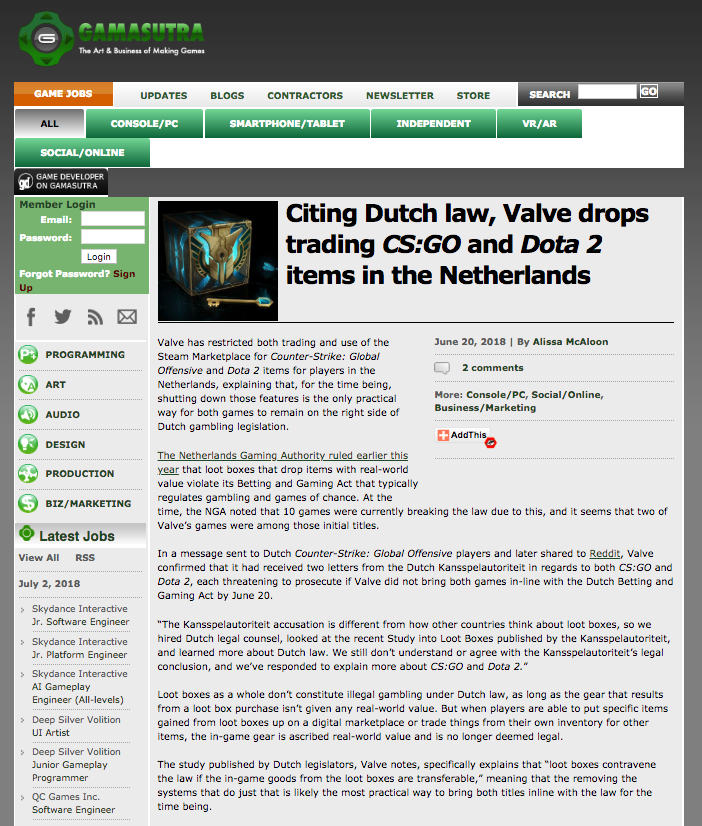 GAMASUTRA
The Art & Business of Making Games
GAME JOBS
UPDATES
BLOGS
CONTRACTORS
NEWSLETTER
STORE
SEARCH
GO
ALL
CONSOLE/PC
SMARTPHONE/TABLET
INDEPENDENT
VR/AR
SOCIAL/ONLINE
gd GAME DEVELOPER
ON GAMASUTRA
Member Login
Email:
Password:
Login
Forgot Password? Sign
Up
PROGRAMMING
ART
AUDIO
DESIGN
PRODUCTION
BIZ/MARKETING
Latest Jobs
View All RSS
July 2, 2018
Skydance Interactive
Jr. Software Engineer
Skydance Interactive
Jr. Platform Engineer
Skydance Interactive
AI Gameplay
Engineer (All-levels)
Deep Silver Volition
UI Artist
Deep Silver Volition
Junior Gameplay
Programmer
QC Games Inc.
Software Engineer
Citing Dutch law, Valve drops
trading CS:GO and Dota 2
items in the Netherlands
June 20, 2018 | By Alissa McAloon
2 comments
More: Console/PC, Social/Online,
Business/Marketing
AddThis
Valve has restricted both trading and use of the
Steam Marketplace for Counter-Strike: Global
Offensive and Dota 2 items for players in the
Netherlands, explaining that, for the time being,
shutting down those features is the only practical
way for both games to remain on the right side of
Dutch gambling legislation.
The Netherlands Gaming Authority ruled earlier this
year that loot boxes that drop items with real-world
value violate its Betting and Gaming Act that typically
regulates gambling and games of chance. At the
time, the NGA noted that 10 games were currently breaking the law due to this, and it seems that two of
Valve's games were among those initial titles.
In a message sent to Dutch Counter-Strike: Global Offensive players and later shared to Reddit, Valve
confirmed that it had received two letters from the Dutch Kansspelautoriteit in regards to both CS:GO and
Dota 2, each threatening to prosecute if Valve did not bring both games in-line with the Dutch Betting and
Gaming Act by June 20.
“The Kansspelautoriteit accusation is different from how other countries think about loot boxes, so we
hired Dutch legal counsel, looked at the recent Study into Loot Boxes published by the Kansspelautoriteit,
and learned more about Dutch law. We still don’t understand or agree with the Kansspelautoriteit’s legal
conclusion, and we’ve responded to explain more about CS:GO and Dota 2.”
Loot boxes as a whole don’t constitute illegal gambling under Dutch law, as long as the gear that results
from a loot box purchase isn’t given any real-world value. But when players are able to put specific items
gained from loot boxes up on a digital marketplace or trade things from their own inventory for other
items, the in-game gear is ascribed real-world value and is no longer deemed legal.
The study published by Dutch legislators, Valve notes, specifically explains that “loot boxes contravene
the law if the in-game goods from the loot boxes are transferable,” meaning that the removing the
systems that do just that is likely the most practical way to bring both titles inline with the law for the
time being.